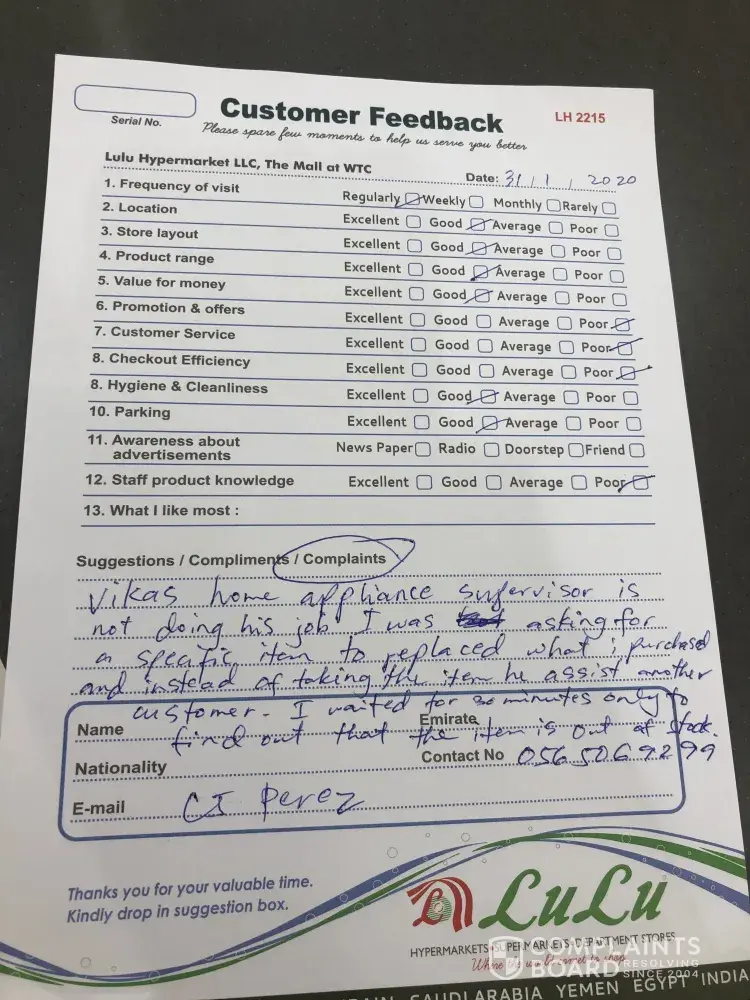 Serial No.
Customer Feedback
LH 2215
Please spare few moments to help us serve you better
Lulu Hypermarket LLC, The Mall at WTC
Date: 31 / 1 / 2020
1. Frequency of visit Regularly Weekly Monthly Rarely
2. Location Excellent Good Average Poor
3. Store layout Excellent Good Average Poor
4. Product range Excellent Good Average Poor
5. Value for money Excellent Good Average Poor
6. Promotion & offers Excellent Good Average Poor
7. Customer Service Excellent Good Average Poor
8. Checkout Efficiency Excellent Good Average Poor
8. Hygiene & Cleanliness Excellent Good Average Poor
10. Parking Excellent Good Average Poor
11. Awareness about News Paper Radio Doorstep Friend
advertisements
12. Staff product knowledge Excellent Good Average Poor
13. What I like most :
Suggestions / Compliments / Complaints
Vikas home appliance supervisor is
not doing his job I was asking for
a specific item to replaced what i purchased
and instead of taking the item he assist another
customer. I waited for 30 minutes only to
Name Emirate
find out that the item is out of stock.
Nationality Contact No 0565069299
E-mail CJ Perez
Thanks you for your valuable time.
Kindly drop in suggestion box.
LuLu
HYPERMARKETS SUPERMARKETS DEPARTMENT STORES
Where the world comes to shop
COMPLAINTS
BOARD RESOLVING
SINCE 2004
SAUDI ARABIA YEMEN EGYPT INDIA